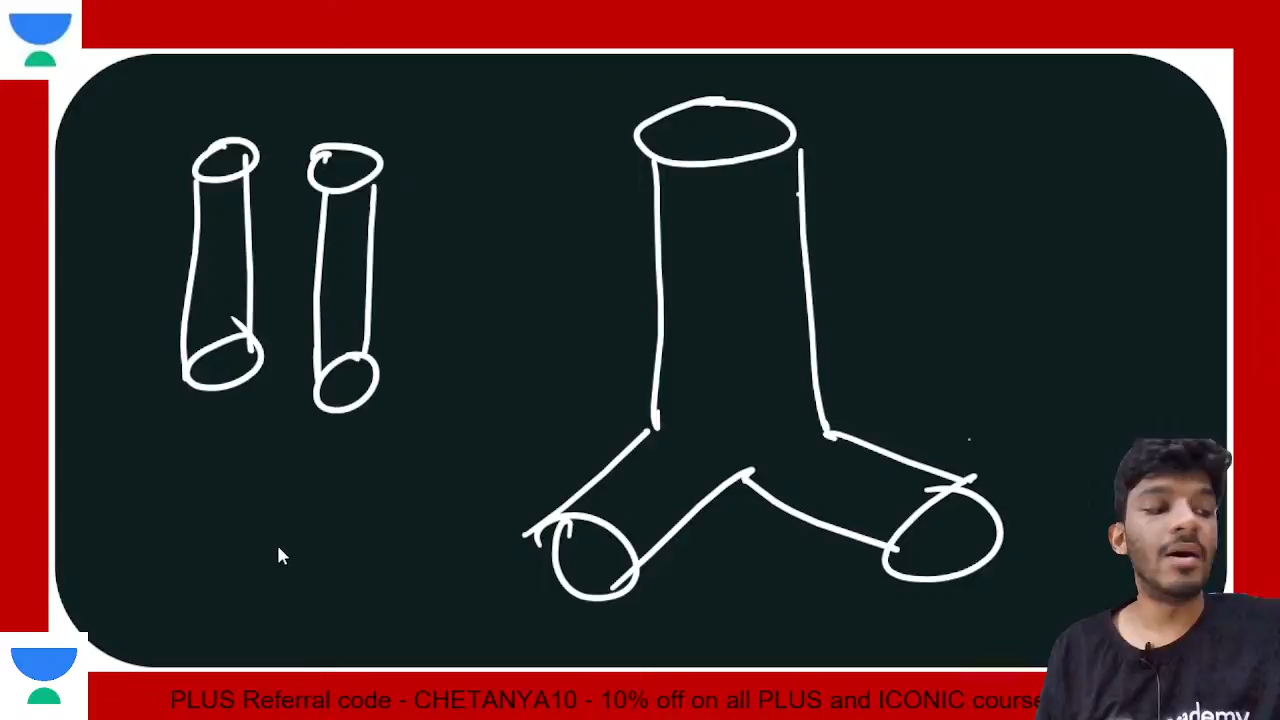 PLUS Referral code - CHETANYA10 - 10% off on all PLUS and ICONIC course